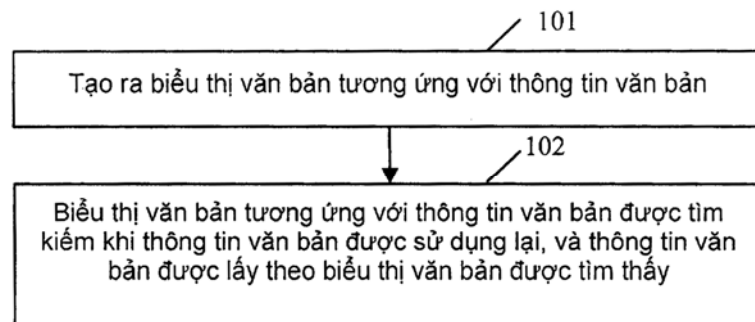 101
Tạo ra biểu thị văn bản tương ứng với thông tin văn bản
102
Biểu thị văn bản tương ứng với thông tin văn bản được tìm
kiếm khi thông tin văn bản được sử dụng lại, và thông tin văn
bản được lấy theo biểu thị văn bản được tìm thấy